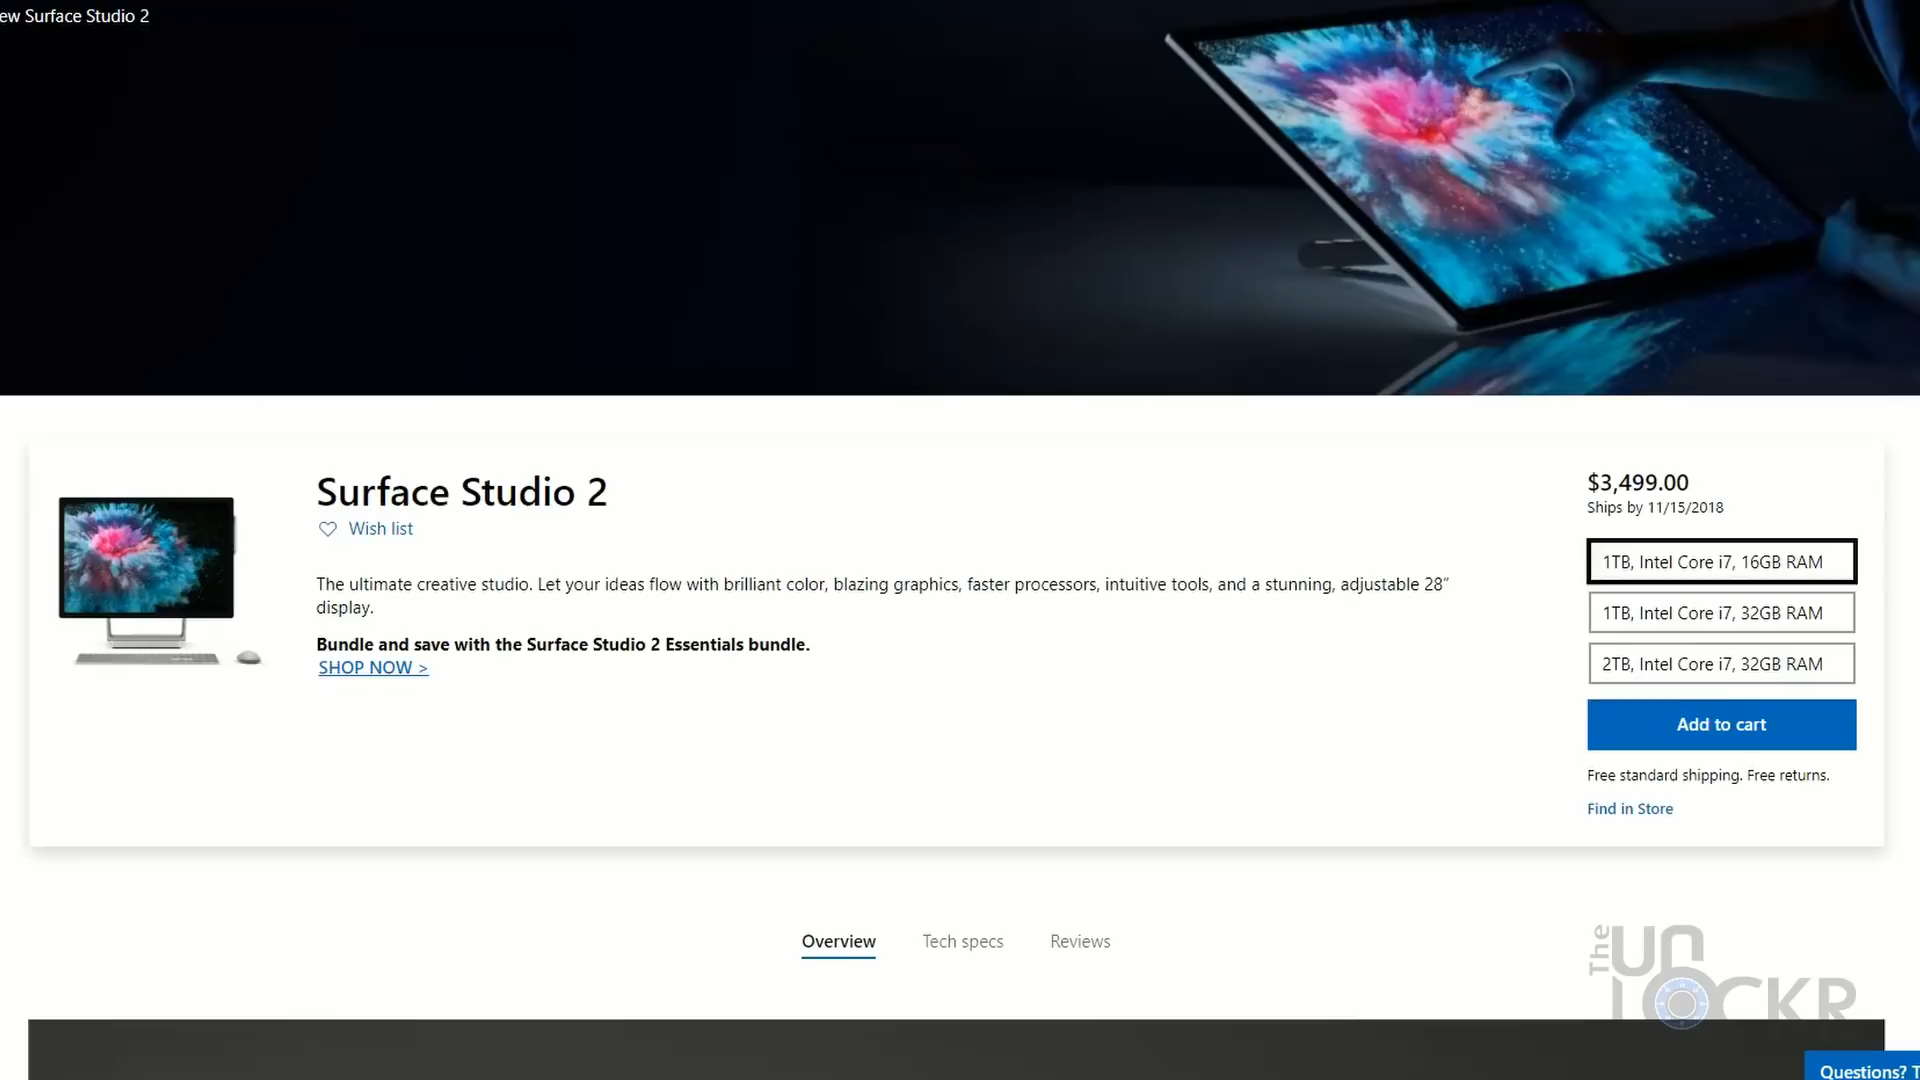 ew Surface Studio 2
Surface Studio 2
Wish list
The ultimate creative studio. Let your ideas flow with brilliant color, blazing graphics, faster processors, intuitive tools, and a stunning, adjustable 28”
display.
Bundle and save with the Surface Studio 2 Essentials bundle.
SHOP NOW >
$3,499.00
Ships by 11/15/2018
1TB, Intel Core i7, 16GB RAM
1TB, Intel Core i7, 32GB RAM
2TB, Intel Core i7, 32GB RAM
Add to cart
Free standard shipping. Free returns.
Find in Store
Overview Tech specs Reviews
The
UN
LOCKR
Questions? T